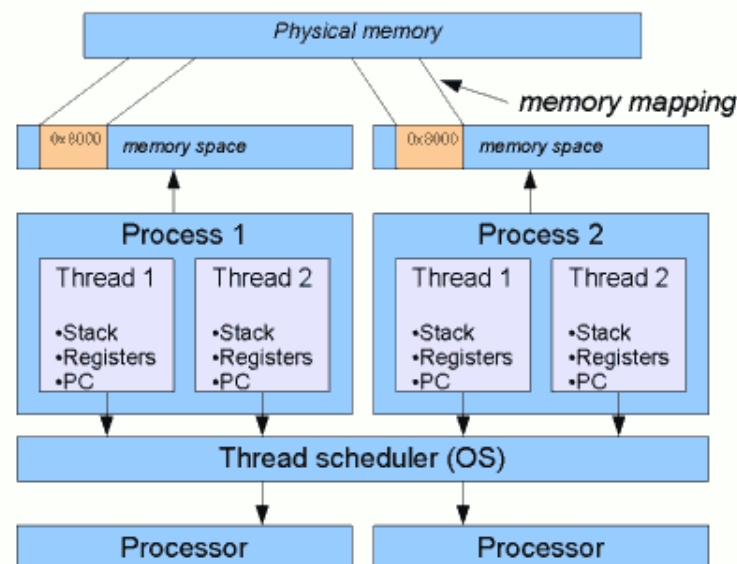 Physical memory
memory mapping
0x8000
memory space
0x8000
memory space
Process 1
Process 2
Thread 1
Thread 2
Thread 1
Thread 2
•Stack
•Registers
•PC
•Stack
•Registers
•PC
•Stack
•Registers
•PC
•Stack
•Registers
•PC
Thread scheduler (OS)
Processor
Processor